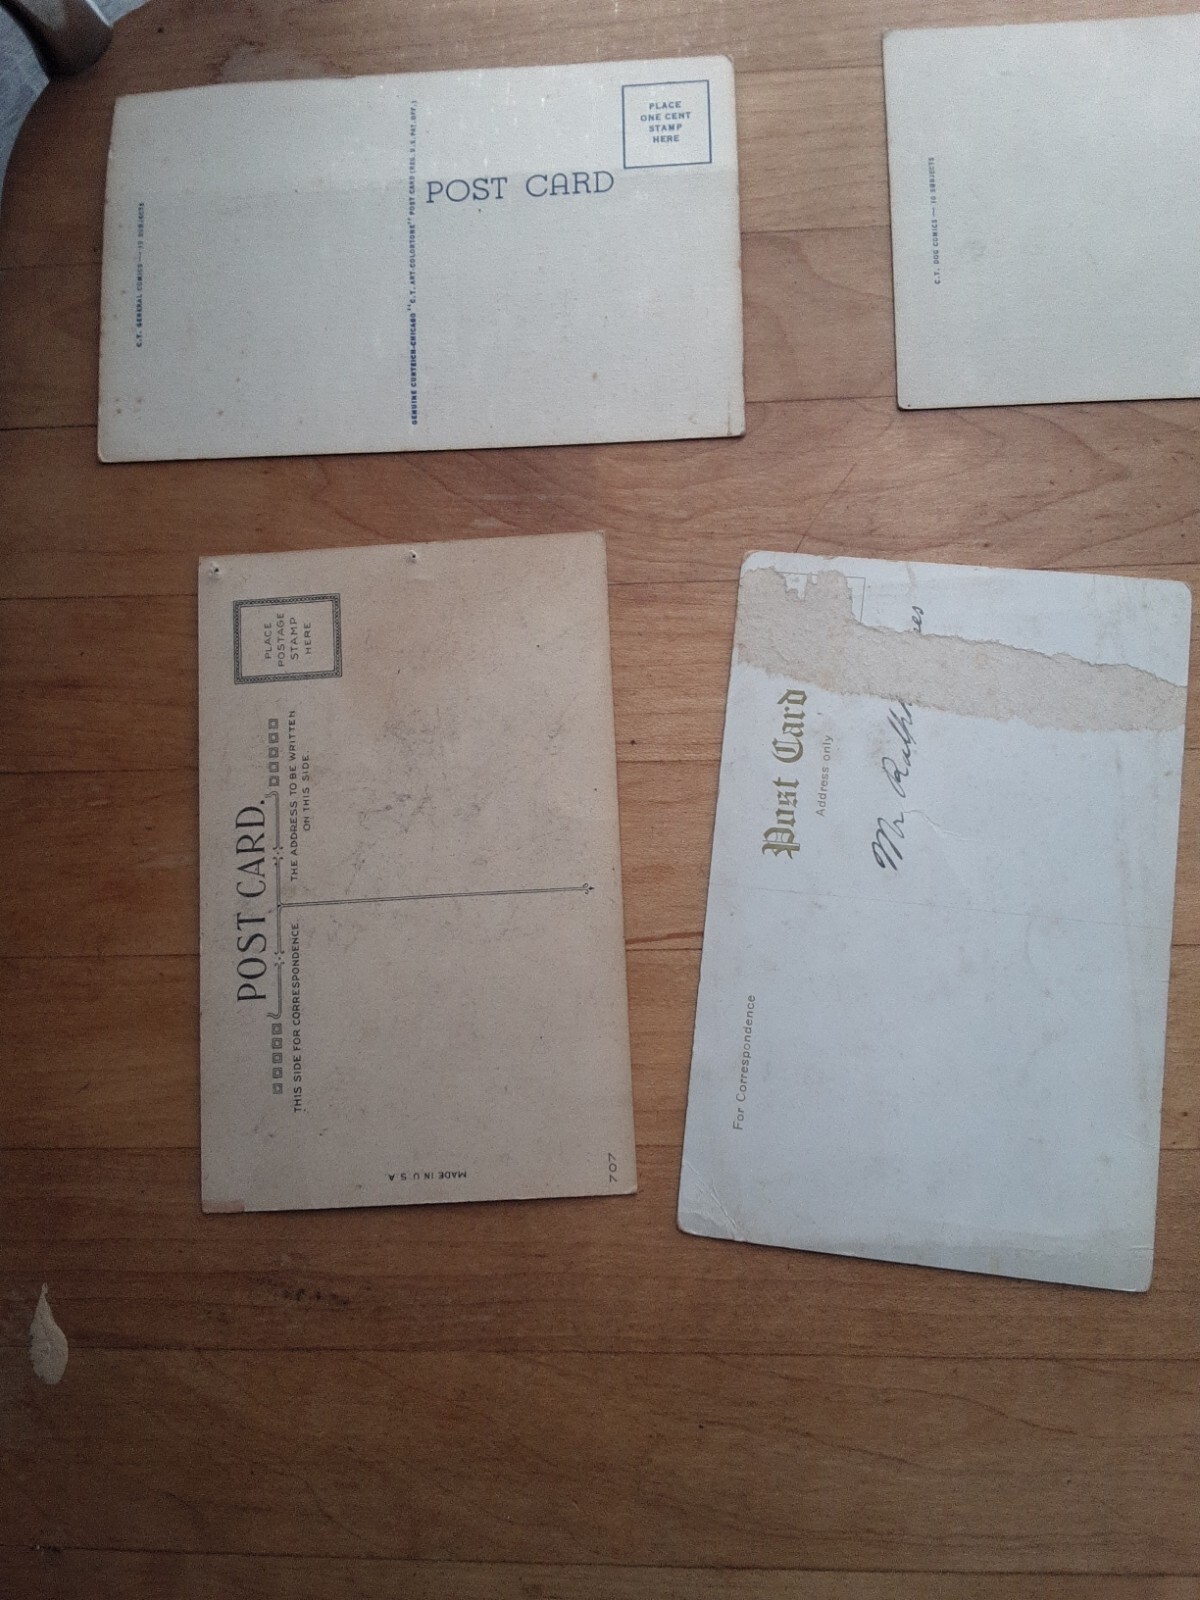 PLACE
ONE CENT
STAMP
HERE
POST CARD
C.T. GENERAL COMICS — 10 SUBJECTS
GENUINE CURTEICH-CHICAGO "C.T. ART-COLORTONE" POST CARD (REG. U.S. PAT. OFF.)
C.T. DOG COMICS — 10 SUBJECTS
PLACE
POSTAGE
STAMP
HERE
POST CARD.
THIS SIDE FOR CORRESPONDENCE.
THE ADDRESS TO BE WRITTEN
ON THIS SIDE.
MADE IN U.S.A.
707
Post Card
Address only
For Correspondence
Mr Ralph